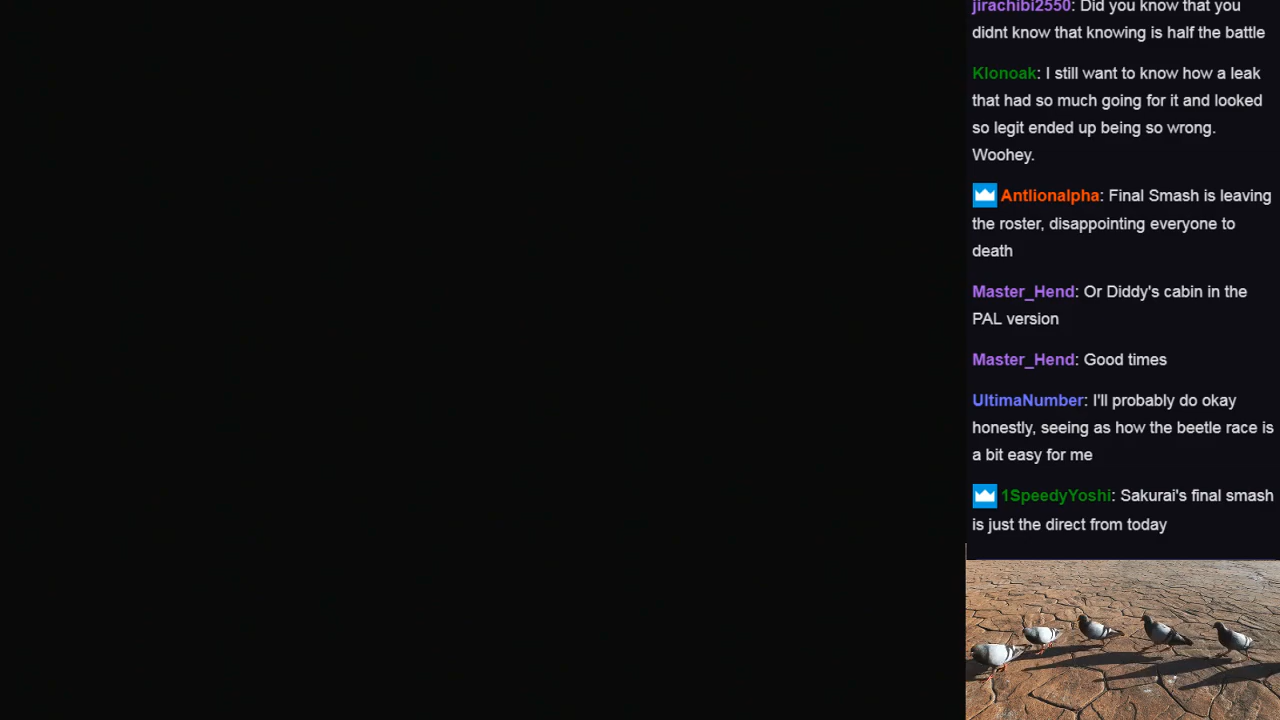 jirachibi2550: Did you know that you
didnt know that knowing is half the battle
Klonoak: I still want to know how a leak
that had so much going for it and looked
so legit ended up being so wrong.
Woohey.
Antlionalpha: Final Smash is leaving
the roster, disappointing everyone to
death
Master_Hend: Or Diddy's cabin in the
PAL version
Master_Hend: Good times
UltimaNumber: I'll probably do okay
honestly, seeing as how the beetle race is
a bit easy for me
1SpeedyYoshi: Sakurai's final smash
is just the direct from today